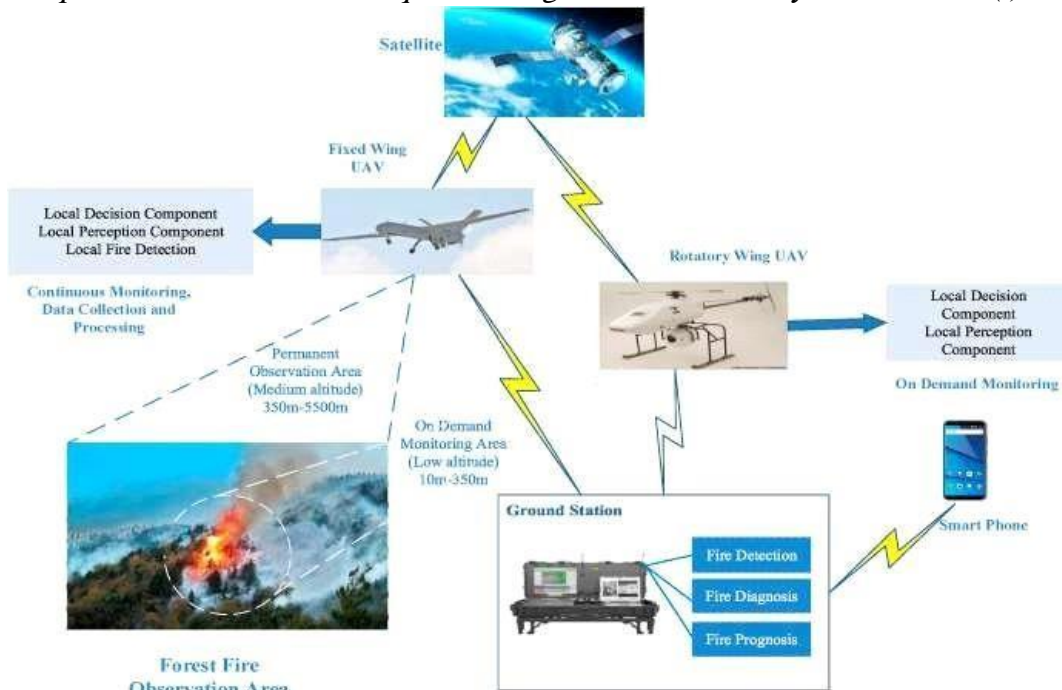 Satellite
Fixed Wing
UAV
Local Decision Component
Local Perception Component
Local Fire Detection
Continuous Monitoring,
Data Collection and
Processing
Rotatory Wing UAV
Local Decision
Component
Local Perception
Component
On Demand Monitoring
Permanent
Observation Area
(Medium altitude)
350m-5500m
On Demand
Monitoring Area
(Low altitude)
10m-350m
Ground Station
Fire Detection
Fire Diagnosis
Fire Prognosis
Smart Phone
Forest Fire
Observation Area